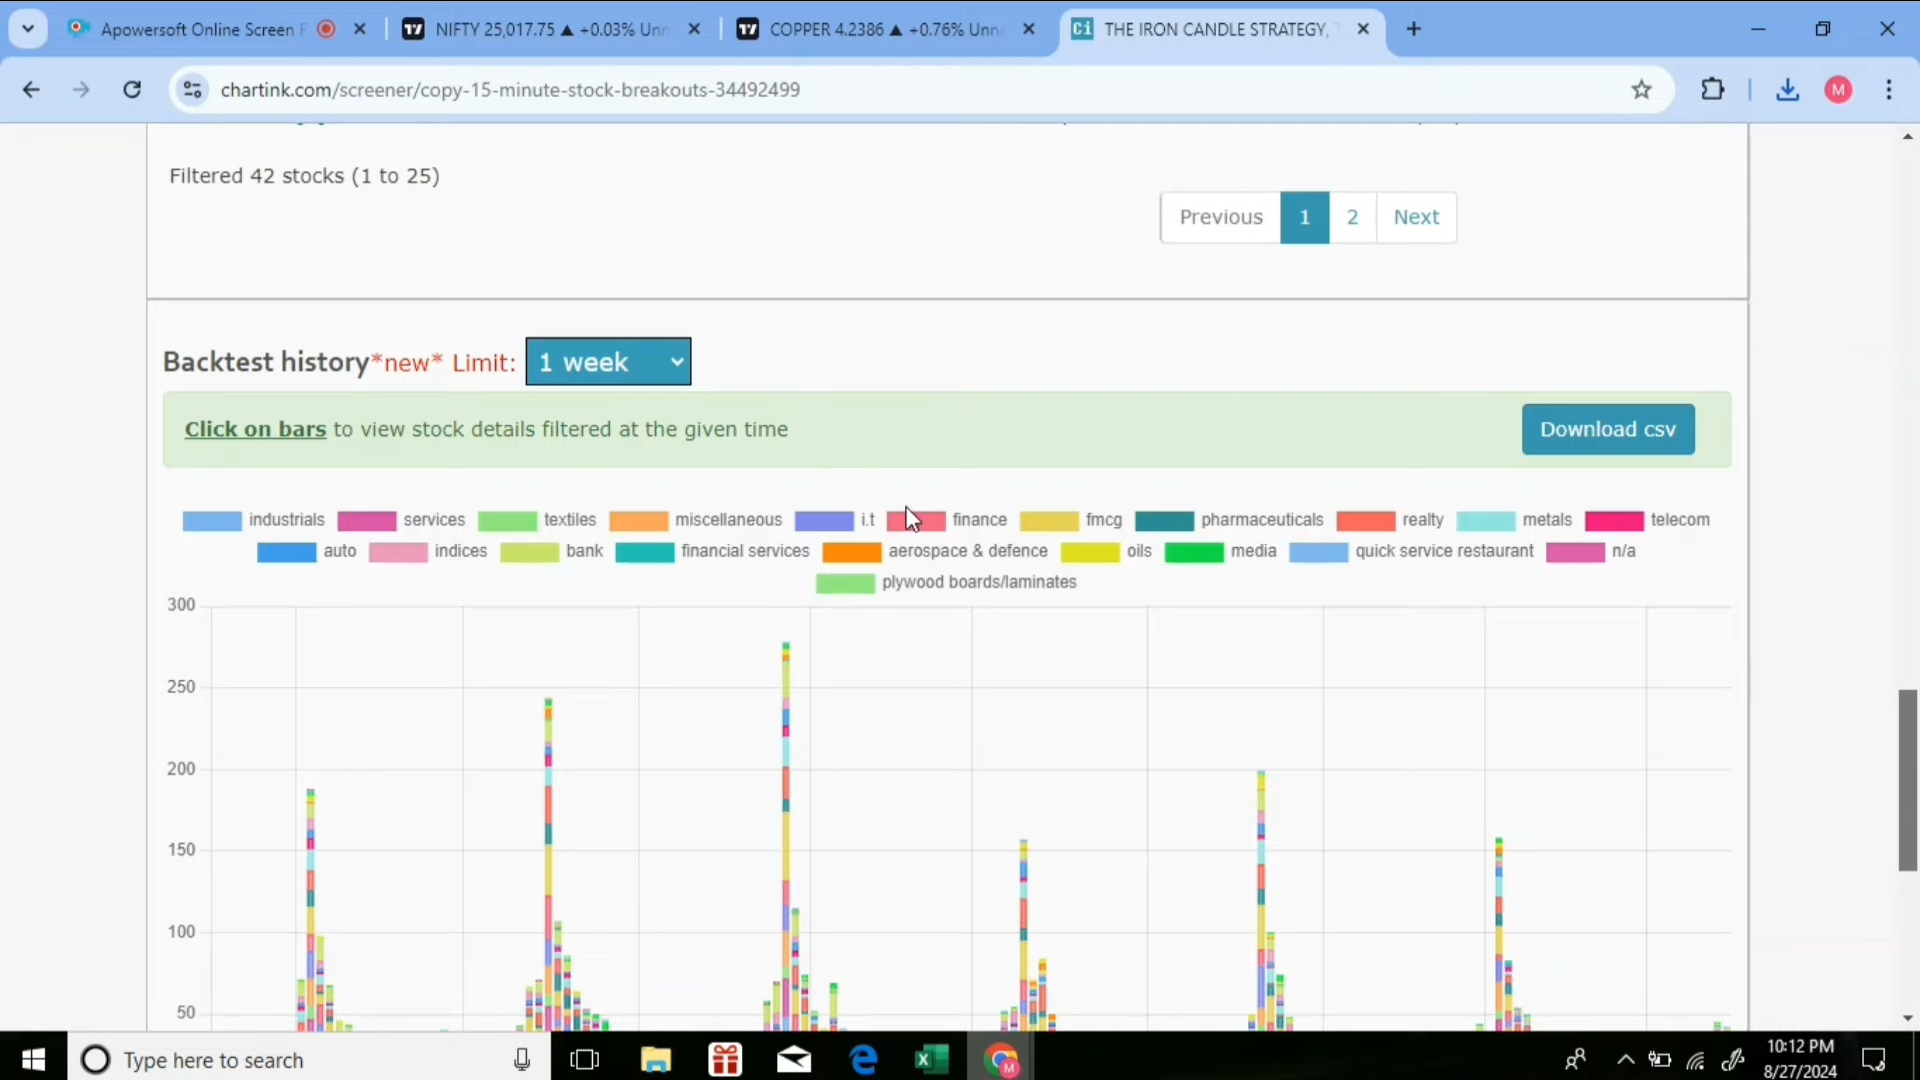 Apowersoft Online Screen
NIFTY 25,017.75 ▲ +0.03% Unn
COPPER 4.2386 ▲ +0.76% Unn
Ci THE IRON CANDLE STRATEGY,
chartink.com/screener/copy-15-minute-stock-breakouts-34492499
M
Filtered 42 stocks (1 to 25)
Previous 1 2 Next
Backtest history*new* Limit: 1 week
Click on bars to view stock details filtered at the given time
Download csv
industrials services textiles miscellaneous i.t finance fmcg pharmaceuticals realty metals telecom
auto indices bank financial services aerospace & defence oils media quick service restaurant n/a
plywood boards/laminates
300
250
200
150
100
50
Type here to search
10:12 PM
8/27/2024